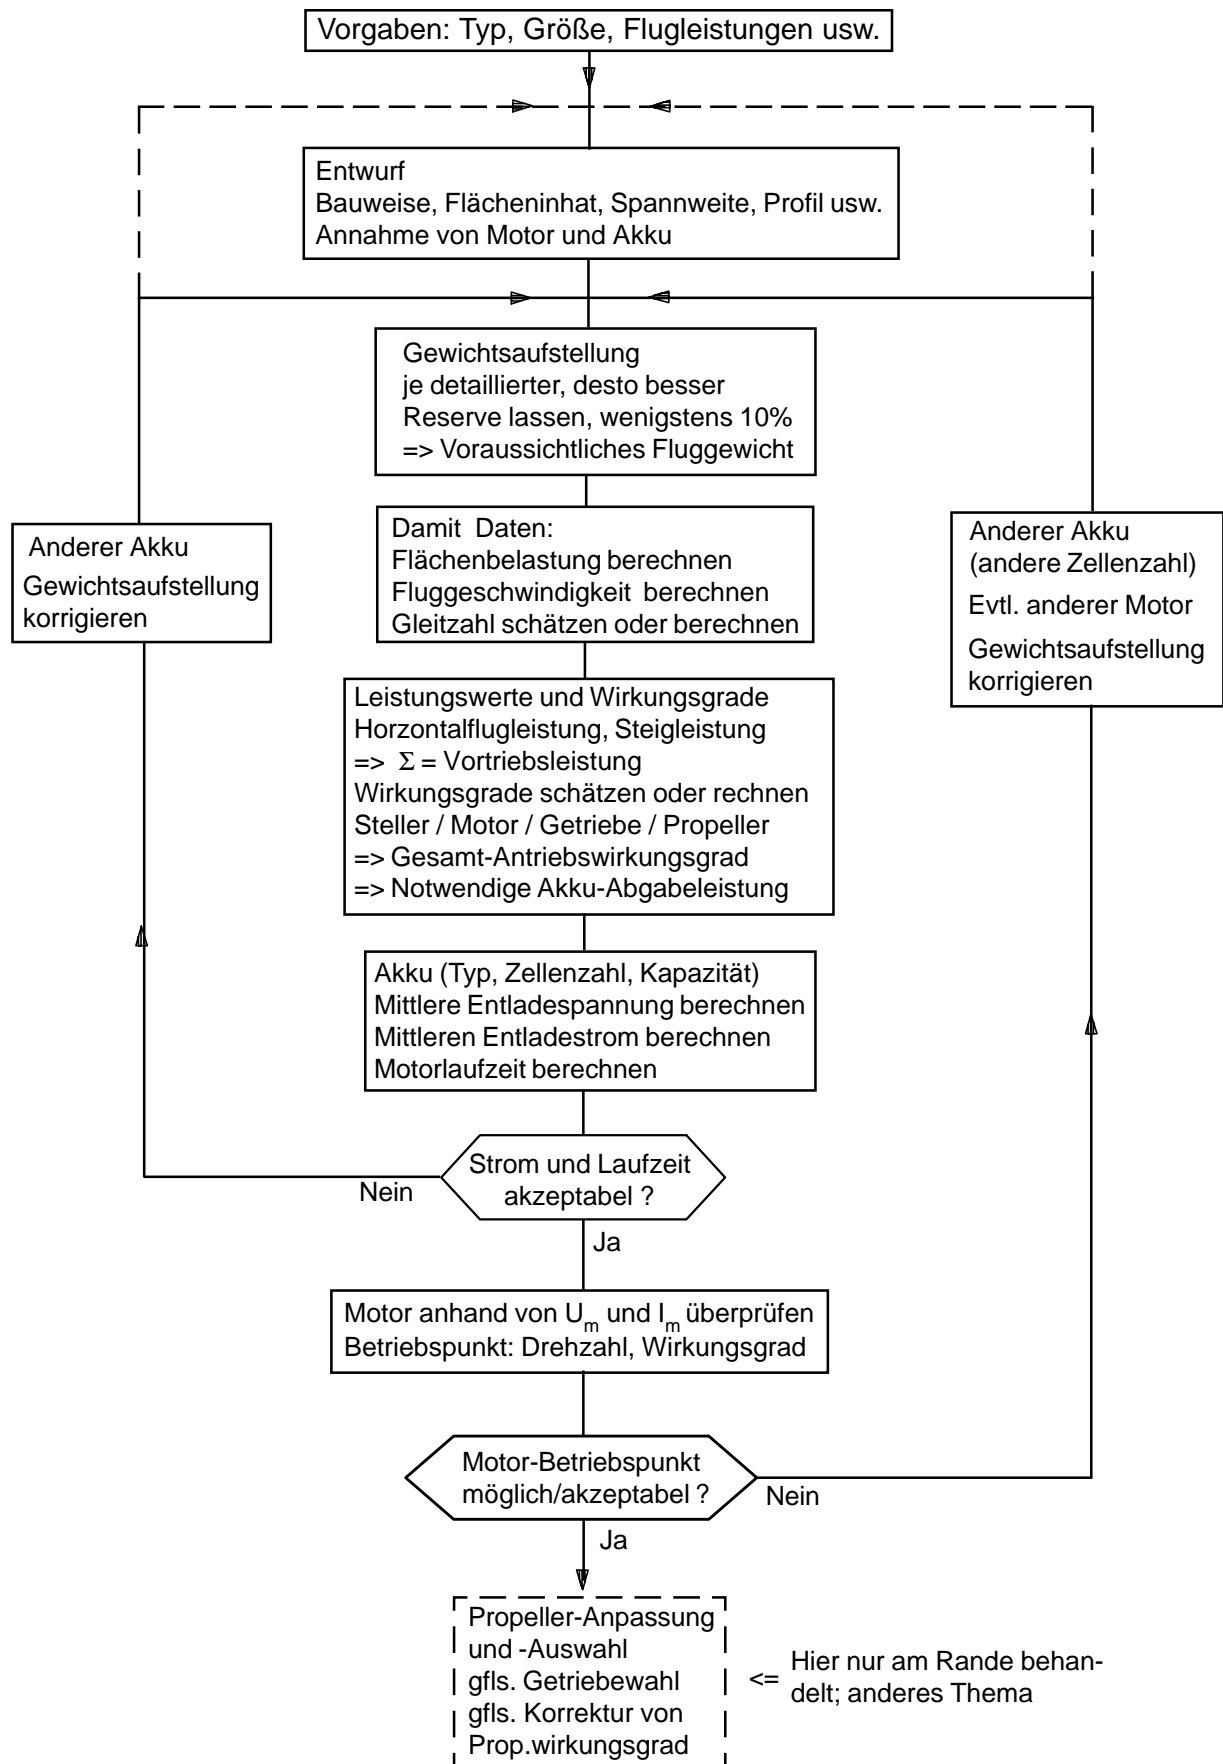 Vorgaben: Typ, Größe, Flugleistungen usw.
Entwurf
Bauweise, Flächeninhat, Spannweite, Profil usw.
Annahme von Motor und Akku
Gewichtsaufstellung
je detaillierter, desto besser
Reserve lassen, wenigstens 10%
=> Voraussichtliches Fluggewicht
Anderer Akku
Gewichtsaufstellung
korrigieren
Damit Daten:
Flächenbelastung berechnen
Fluggeschwindigkeit berechnen
Gleitzahl schätzen oder berechnen
Anderer Akku
(andere Zellenzahl)
Evtl. anderer Motor
Gewichtsaufstellung
korrigieren
Leistungswerte und Wirkungsgrade
Horzontalflugleistung, Steigleistung
=> Σ = Vortriebsleistung
Wirkungsgrade schätzen oder rechnen
Steller / Motor / Getriebe / Propeller
=> Gesamt-Antriebswirkungsgrad
=> Notwendige Akku-Abgabeleistung
Akku (Typ, Zellenzahl, Kapazität)
Mittlere Entladespannung berechnen
Mittleren Entladestrom berechnen
Motorlaufzeit berechnen
Strom und Laufzeit
akzeptabel ?
Nein
Ja
Motor anhand von U_m und I_m überprüfen
Betriebspunkt: Drehzahl, Wirkungsgrad
Motor-Betriebspunkt
möglich/akzeptabel ?
Nein
Ja
Propeller-Anpassung
und -Auswahl
gfls. Getriebewahl
gfls. Korrektur von
Prop.wirkungsgrad
<= Hier nur am Rande behan-
delt; anderes Thema